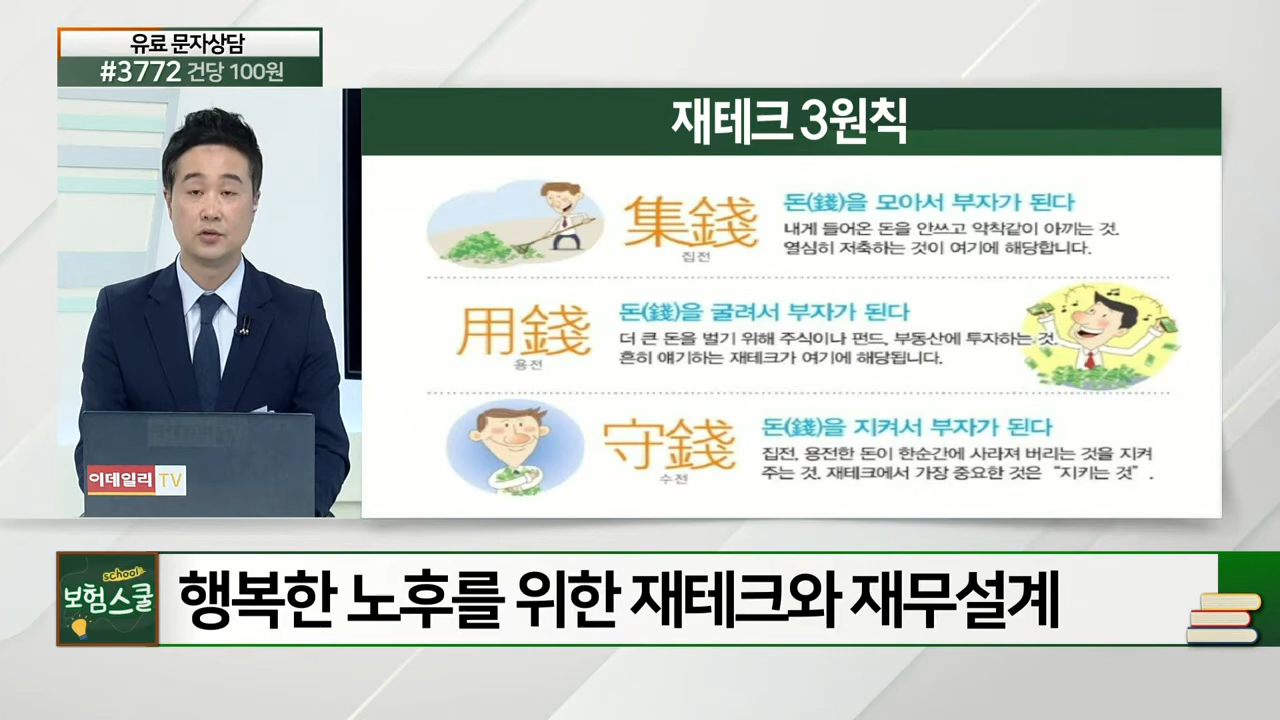 유료 문자상담
#3772 건당 100원
재테크 3원칙
集錢
집전
돈(錢)을 모아서 부자가 된다
내게 들어온 돈을 안쓰고 악착같이 아끼는 것.
열심히 저축하는 것이 여기에 해당합니다.
用錢
용전
돈(錢)을 굴려서 부자가 된다
더 큰 돈을 벌기 위해 주식이나 펀드, 부동산에 투자하는 것.
흔히 얘기하는 재테크가 여기에 해당됩니다.
守錢
수전
돈(錢)을 지켜서 부자가 된다
집전, 용전한 돈이 한순간에 사라져 버리는 것을 지켜
주는 것. 재테크에서 가장 중요한 것은 “지키는 것”.
이데일리 TV
school
보험스쿨
행복한 노후를 위한 재테크와 재무설계